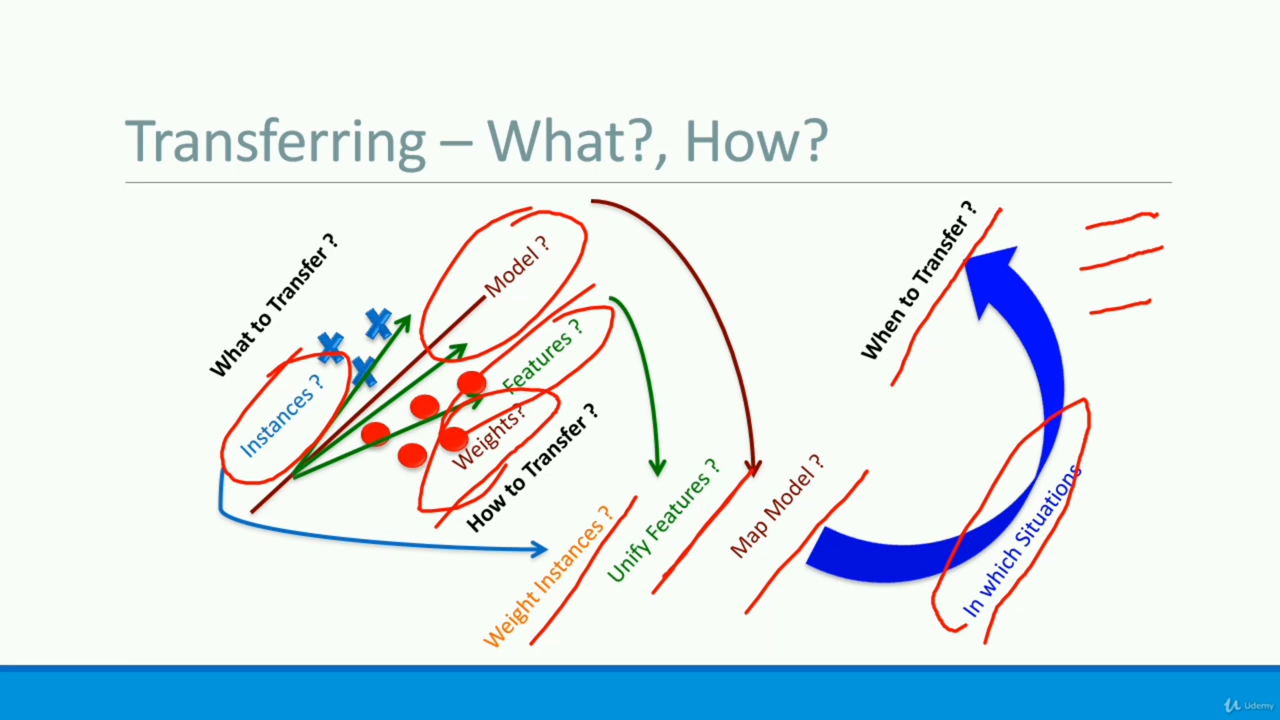 Transferring – What?, How?
What to Transfer ?
Instances ?
Model ?
Features ?
Weights?
How to Transfer ?
Weight Instances ?
Unify Features ?
Map Model ?
When to Transfer ?
In which Situations
Udemy